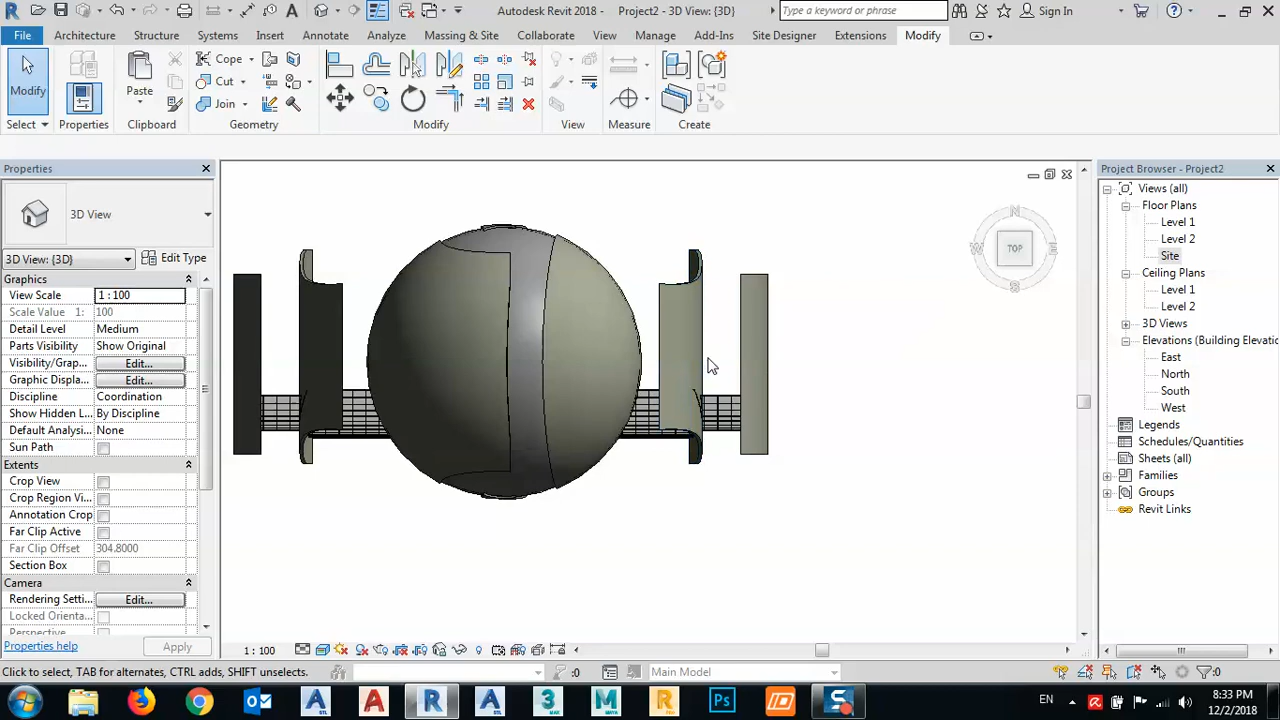 Autodesk Revit 2018 - Project2 - 3D View: {3D}
Type a keyword or phrase
Sign In
File
Architecture
Structure
Systems
Insert
Annotate
Analyze
Massing & Site
Collaborate
View
Manage
Add-Ins
Site Designer
Extensions
Modify
Modify
Properties
Paste
Cope
Cut
Join
Select
Properties
Clipboard
Geometry
Modify
View
Measure
Create
Properties
3D View
3D View: {3D}
Edit Type
Graphics
View Scale 1 : 100
Scale Value 1: 100
Detail Level Medium
Parts Visibility Show Original
Visibility/Grap... Edit...
Graphic Displa... Edit...
Discipline Coordination
Show Hidden L... By Discipline
Default Analysi... None
Sun Path
Extents
Crop View
Crop Region Vi...
Annotation Crop
Far Clip Active
Far Clip Offset 304.8000
Section Box
Camera
Rendering Setti... Edit...
Locked Orienta...
Perspective
Properties help
Apply
N
W
TOP
E
S
Project Browser - Project2
Views (all)
Floor Plans
Level 1
Level 2
Site
Ceiling Plans
Level 1
Level 2
3D Views
Elevations (Building Elevatio
East
North
South
West
Legends
Schedules/Quantities
Sheets (all)
Families
Groups
Revit Links
1 : 100
Click to select, TAB for alternates, CTRL adds, SHIFT unselects.
:0
Main Model
:0
EN
8:33 PM
12/2/2018